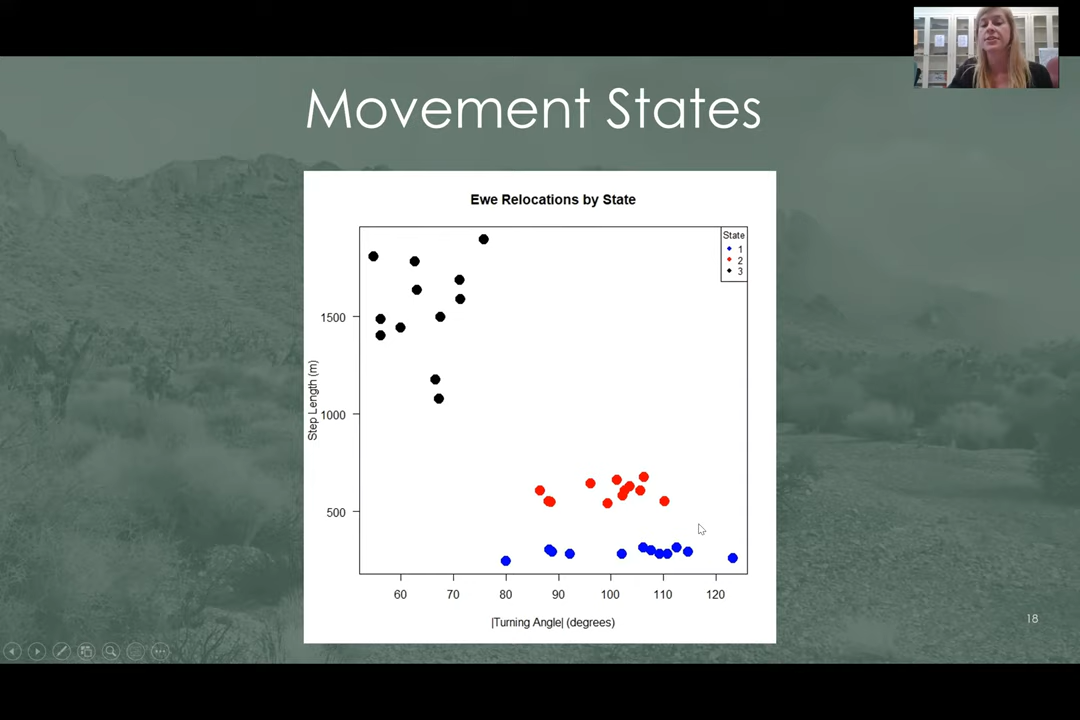 Movement States
Ewe Relocations by State
State
1
2
3
1500
1000
500
Step Length (m)
60 70 80 90 100 110 120
|Turning Angle| (degrees)
18